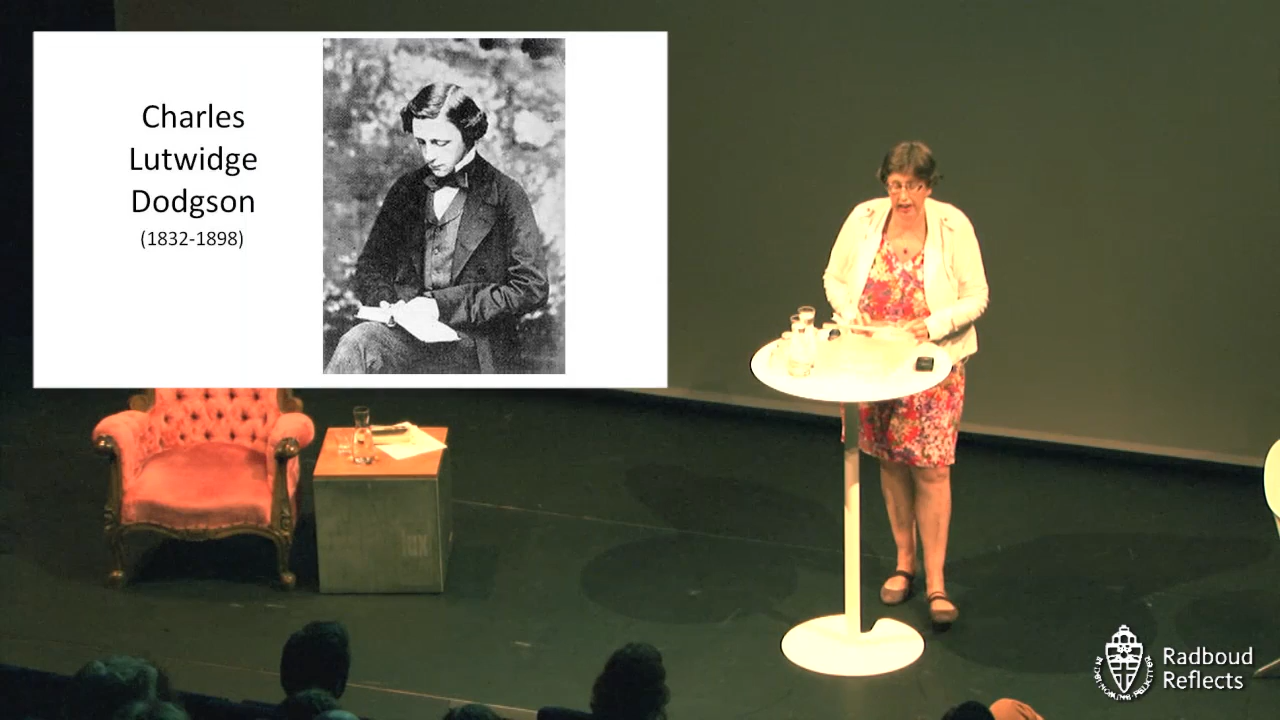 Charles
Lutwidge
Dodgson
(1832-1898)
Radboud
Reflects